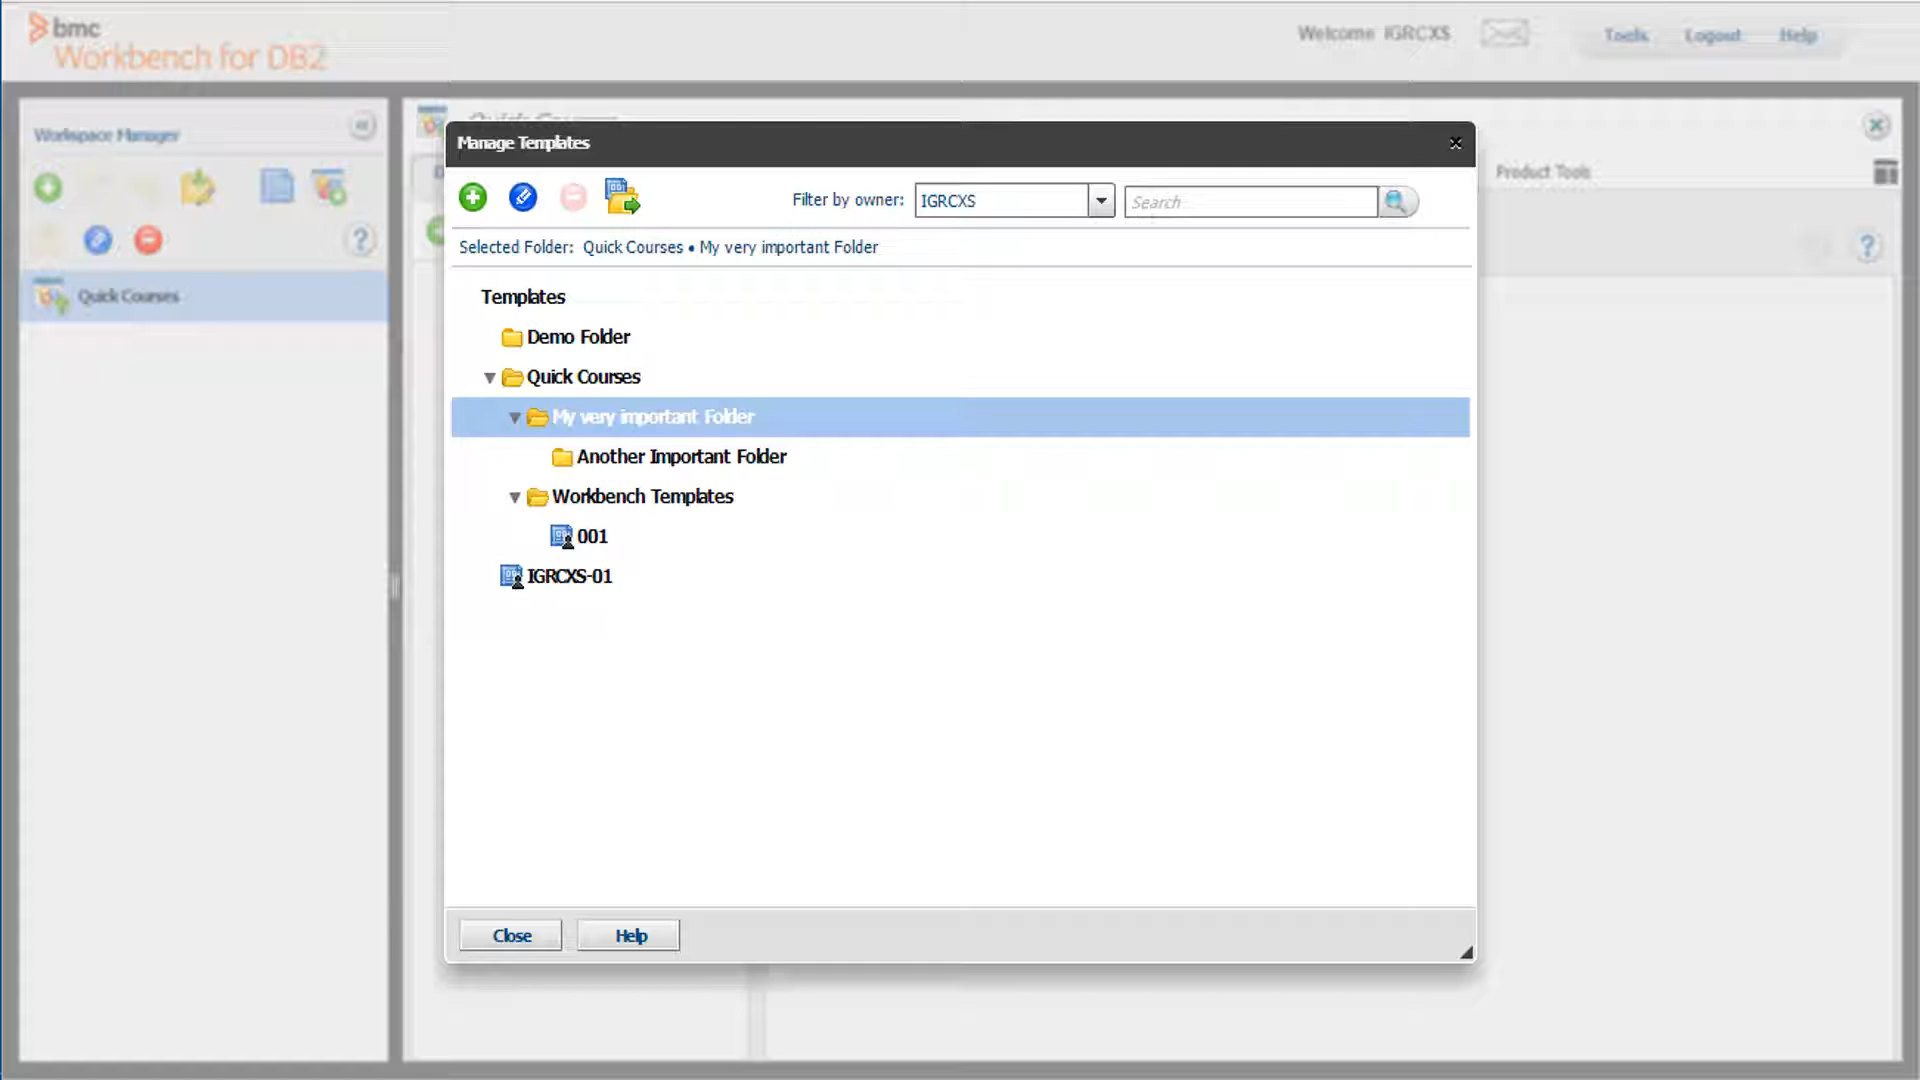 bmc
Workbench for DB2
Welcome IGRCXS
Tools Logout Help
Workspace Manager
Quick Courses
Quick Courses
Product Tools
Manage Templates
Filter by owner: IGRCXS Search
Selected Folder: Quick Courses • My very important Folder
Templates
Demo Folder
Quick Courses
My very important Folder
Another Important Folder
Workbench Templates
001
IGRCXS-01
Close Help